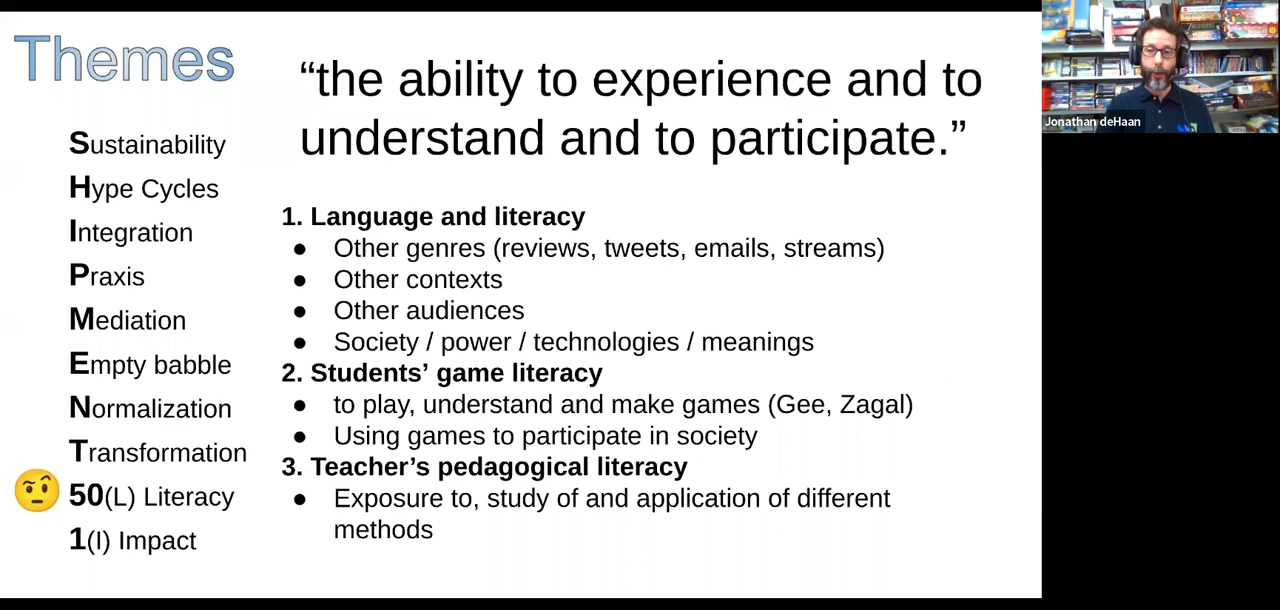 Themes
“the ability to experience and to
understand and to participate.”
Sustainability
Hype Cycles
Integration
Praxis
Mediation
Empty babble
Normalization
Transformation
50(L) Literacy
1(I) Impact
1. Language and literacy
● Other genres (reviews, tweets, emails, streams)
● Other contexts
● Other audiences
● Society / power / technologies / meanings
2. Students’ game literacy
● to play, understand and make games (Gee, Zagal)
● Using games to participate in society
3. Teacher’s pedagogical literacy
● Exposure to, study of and application of different
methods
Jonathan deHaan